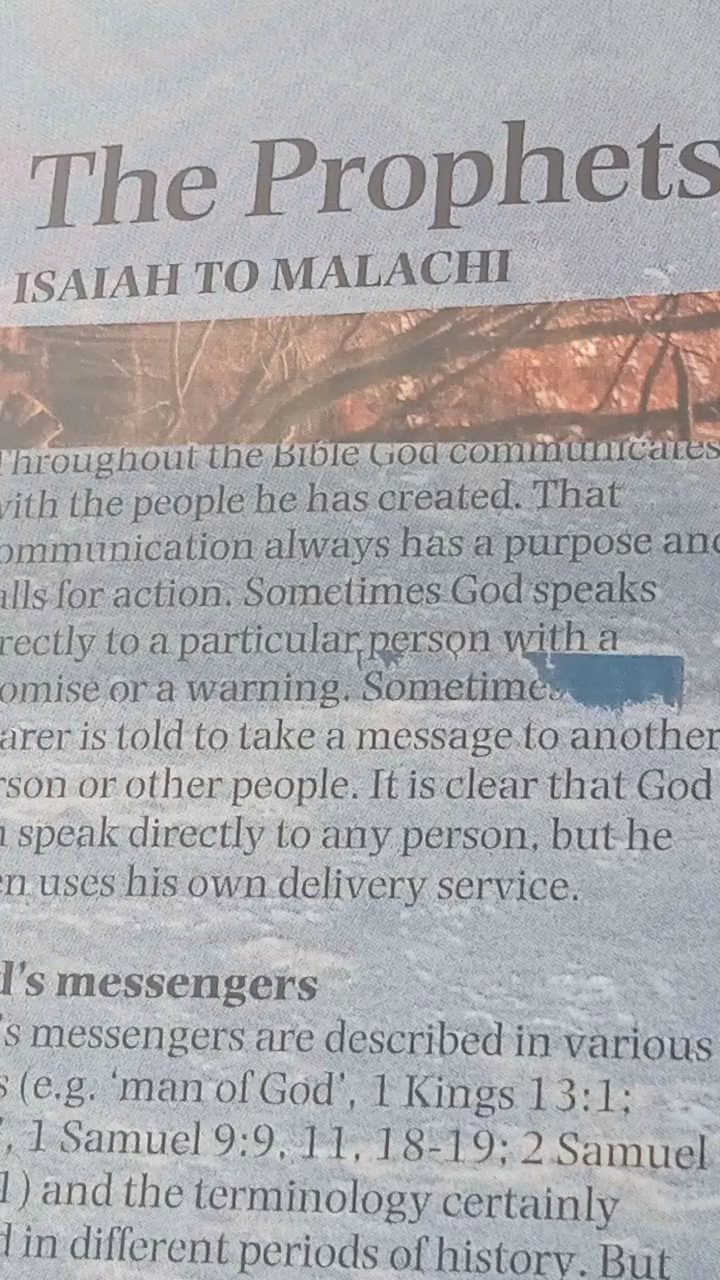 The Prophets
ISAIAH TO MALACHI
hroughout the Bible God communicates
with the people he has created. That
ommunication always has a purpose and
alls for action. Sometimes God speaks
rectly to a particular person with a
omise or a warning. Sometimes
arer is told to take a message to another
rson or other people. It is clear that God
n speak directly to any person, but he
en uses his own delivery service.
d's messengers
's messengers are described in various
s (e.g. ‘man of God’, 1 Kings 13:1;
’, 1 Samuel 9:9, 11, 18-19; 2 Samuel
1) and the terminology certainly
d in different periods of history. But